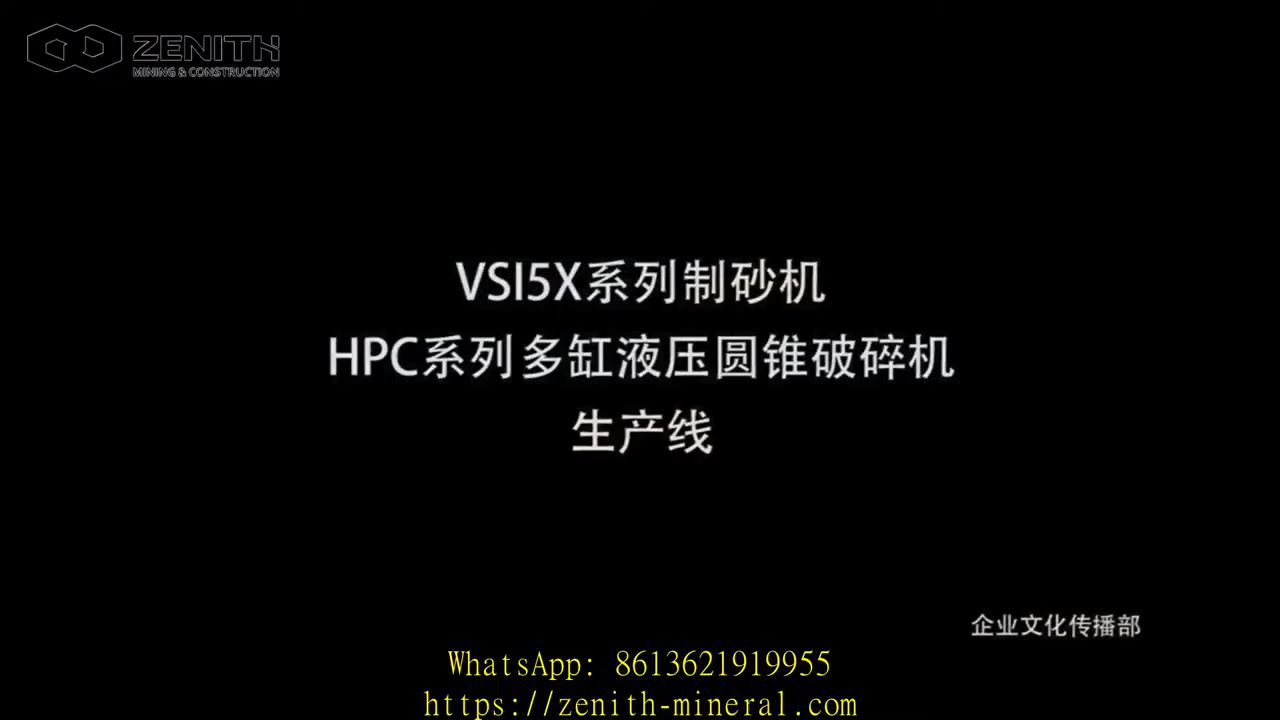 ZENITH
MINING & CONSTRUCTION
VSI5X系列制砂机
HPC系列多缸液压圆锥破碎机
生产线
企业文化传播部
WhatsApp: 8613621919955
https://zenith-mineral.com